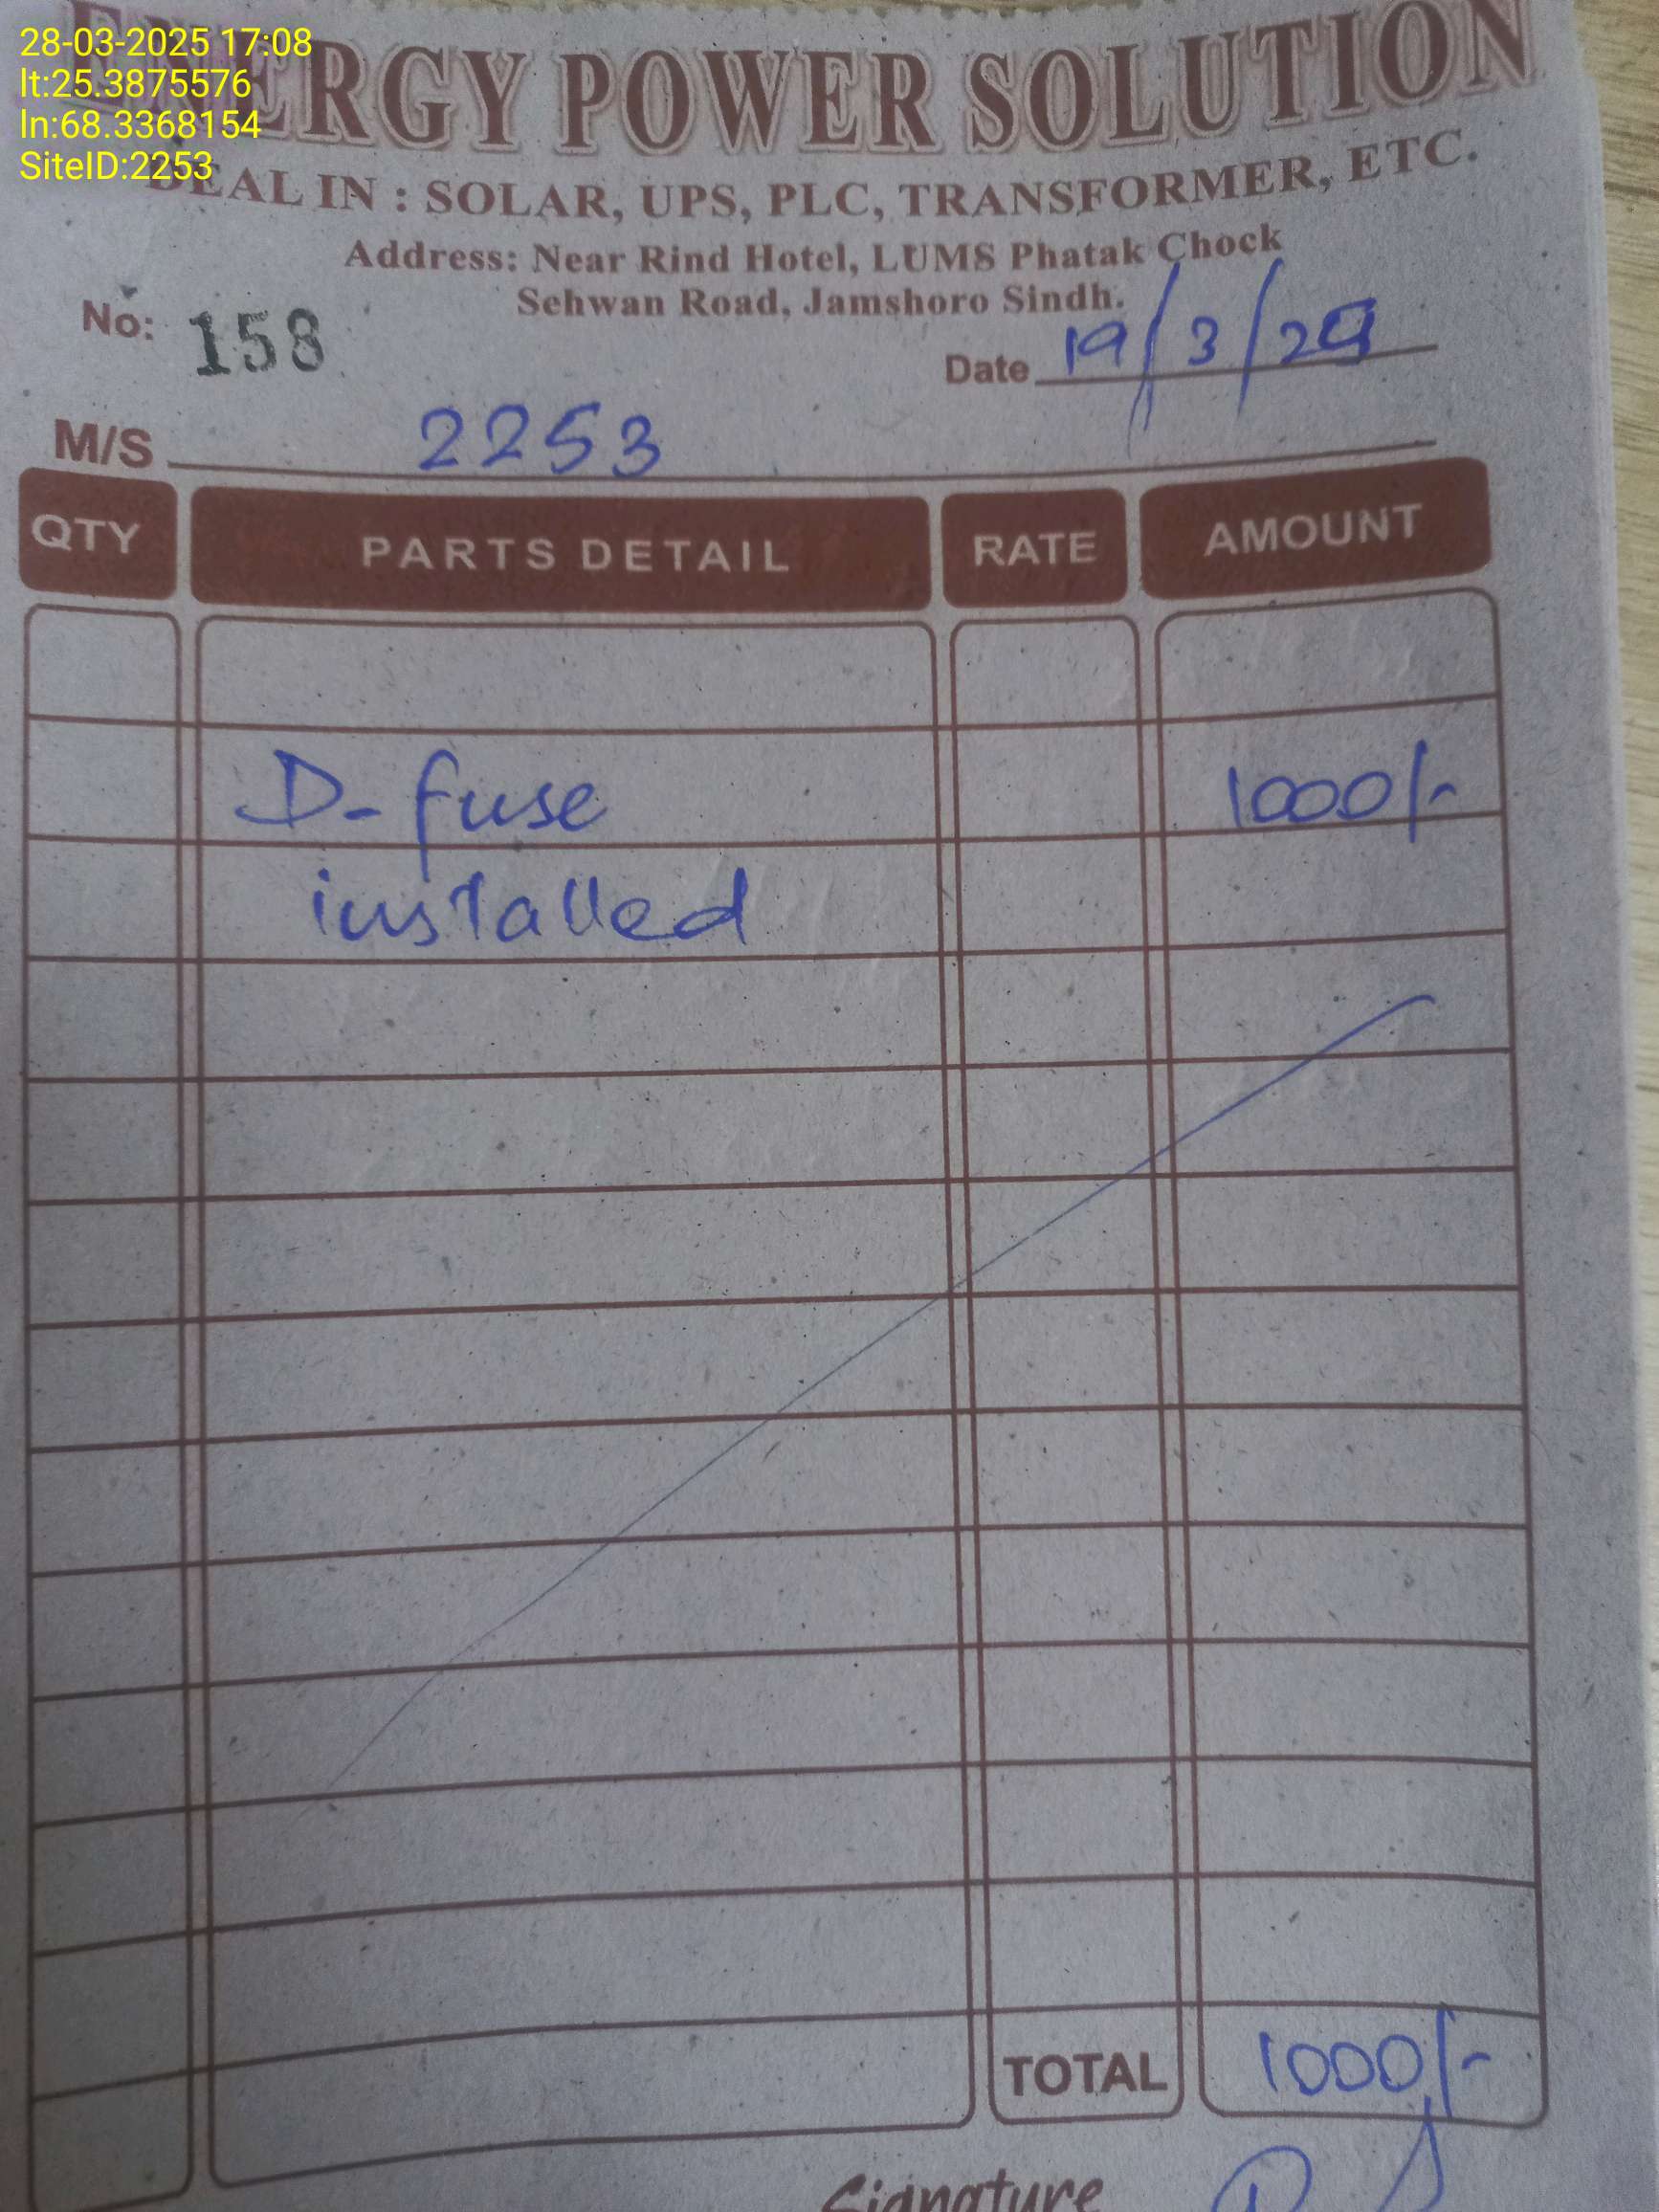 28-03-2025 17:08
lt:25.3875576
ln:68.3368154
SiteID:2253
ENERGY POWER SOLUTION
DEAL IN : SOLAR, UPS, PLC, TRANSFORMER, ETC.
Address: Near Rind Hotel, LUMS Phatak Chock
Sehwan Road, Jamshoro Sindh.
No: 158
Date 19/3/
M/S 2253
QTY PARTS DETAIL RATE AMOUNT
D-fuse 1000/-
installed
TOTAL 1000/-
Signature